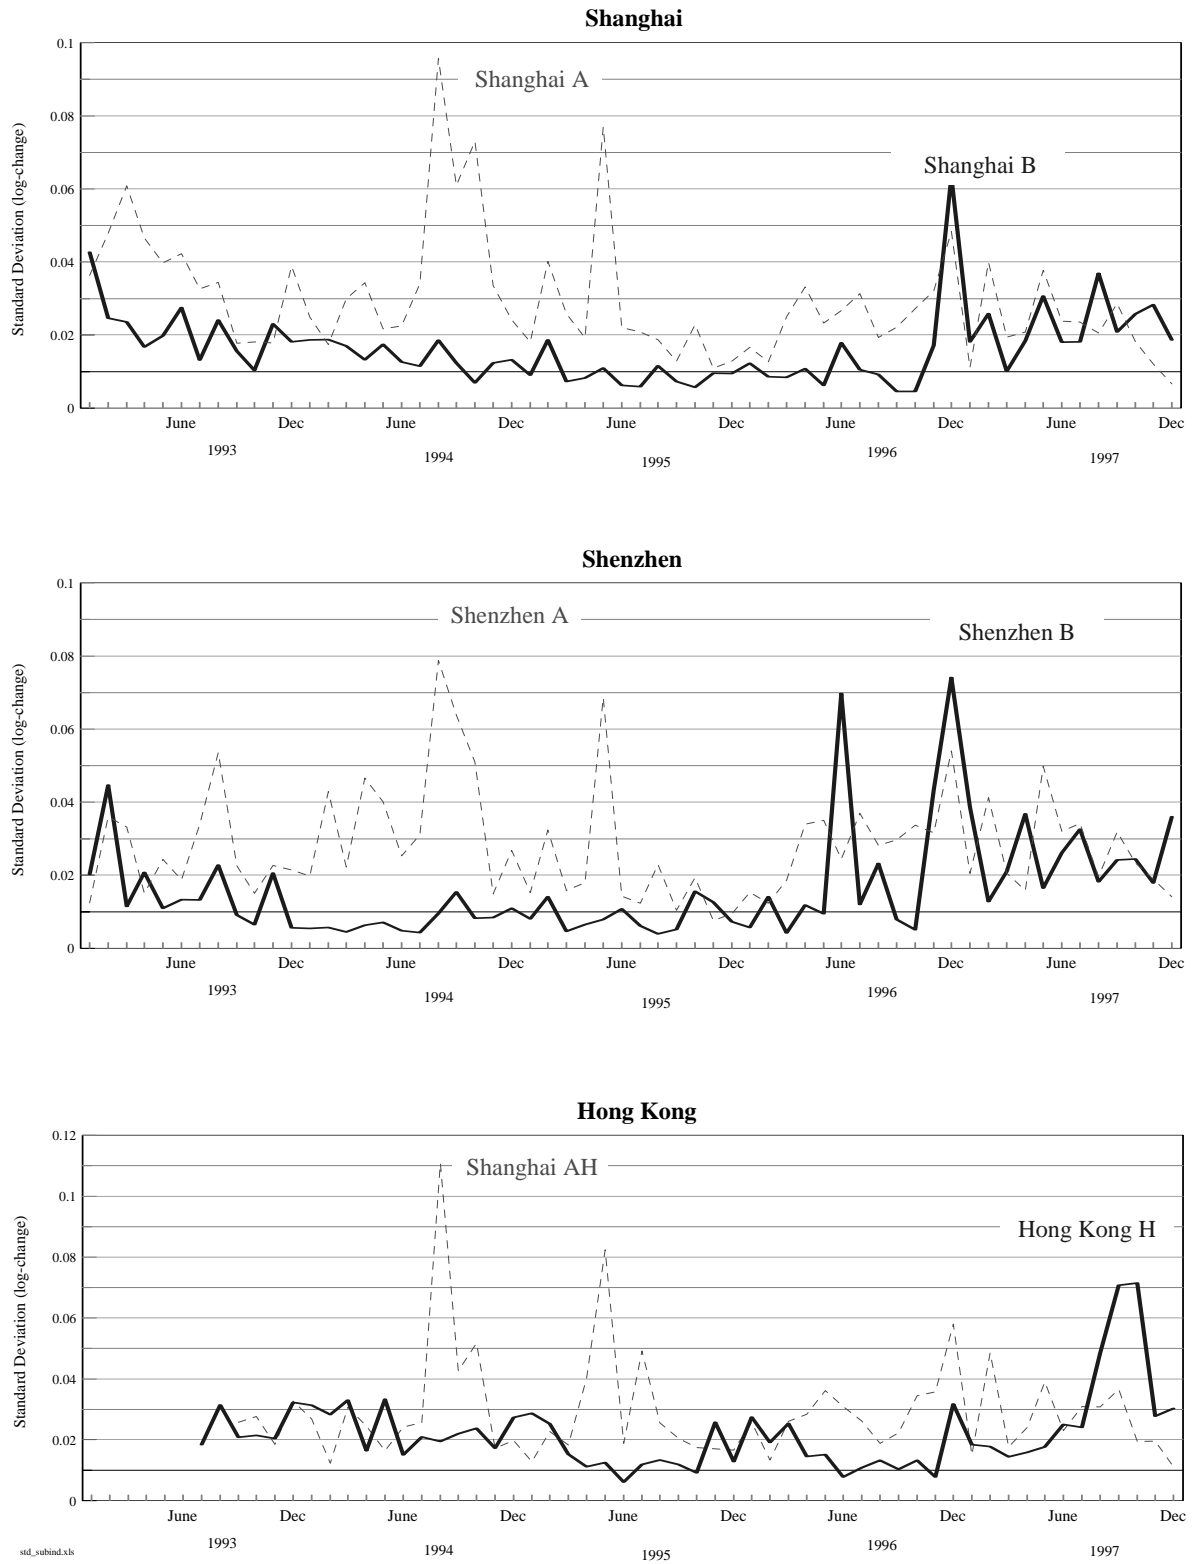 Shanghai
0.1
Shanghai A
0.08
Shanghai B
0.06
Standard Deviation (log-change)
0.04
0.02
0
June Dec June Dec June June Dec June Dec
1993 1994 1995 1996 1997
Shenzhen
0.1
Shenzhen A
Shenzhen B
0.08
0.06
Standard Deviation (log-change)
0.04
0.02
0
June Dec June Dec June June Dec June Dec
1993 1994 1995 1996 1997
Hong Kong
0.12
Shanghai AH
0.1
Hong Kong H
0.08
Standard Deviation (log-change)
0.06
0.04
0.02
0
June Dec June Dec June June Dec June Dec
1993 1994 1995 1996 1997
std_subind.xls